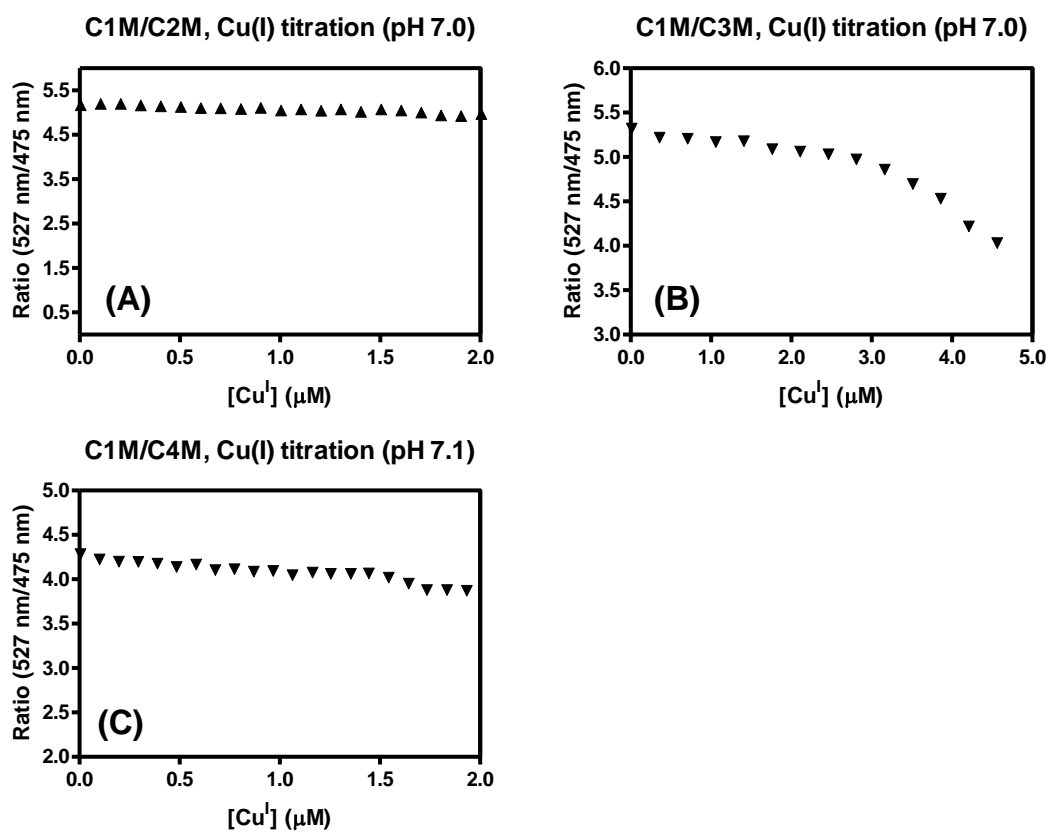 C1M/C2M, Cu(I) titration (pH 7.0)
Ratio (527 nm/475 nm)
5.5
4.5
3.5
2.5
1.5
0.5
(A)
0.0 0.5 1.0 1.5 2.0
[Cuᴵ] (μM)
C1M/C3M, Cu(I) titration (pH 7.0)
Ratio (527 nm/475 nm)
6.0
5.5
5.0
4.5
4.0
3.5
3.0
(B)
0.0 1.0 2.0 3.0 4.0 5.0
[Cuᴵ] (μM)
C1M/C4M, Cu(I) titration (pH 7.1)
Ratio (527 nm/475 nm)
5.0
4.5
4.0
3.5
3.0
2.5
2.0
(C)
0.0 0.5 1.0 1.5 2.0
[Cuᴵ] (μM)